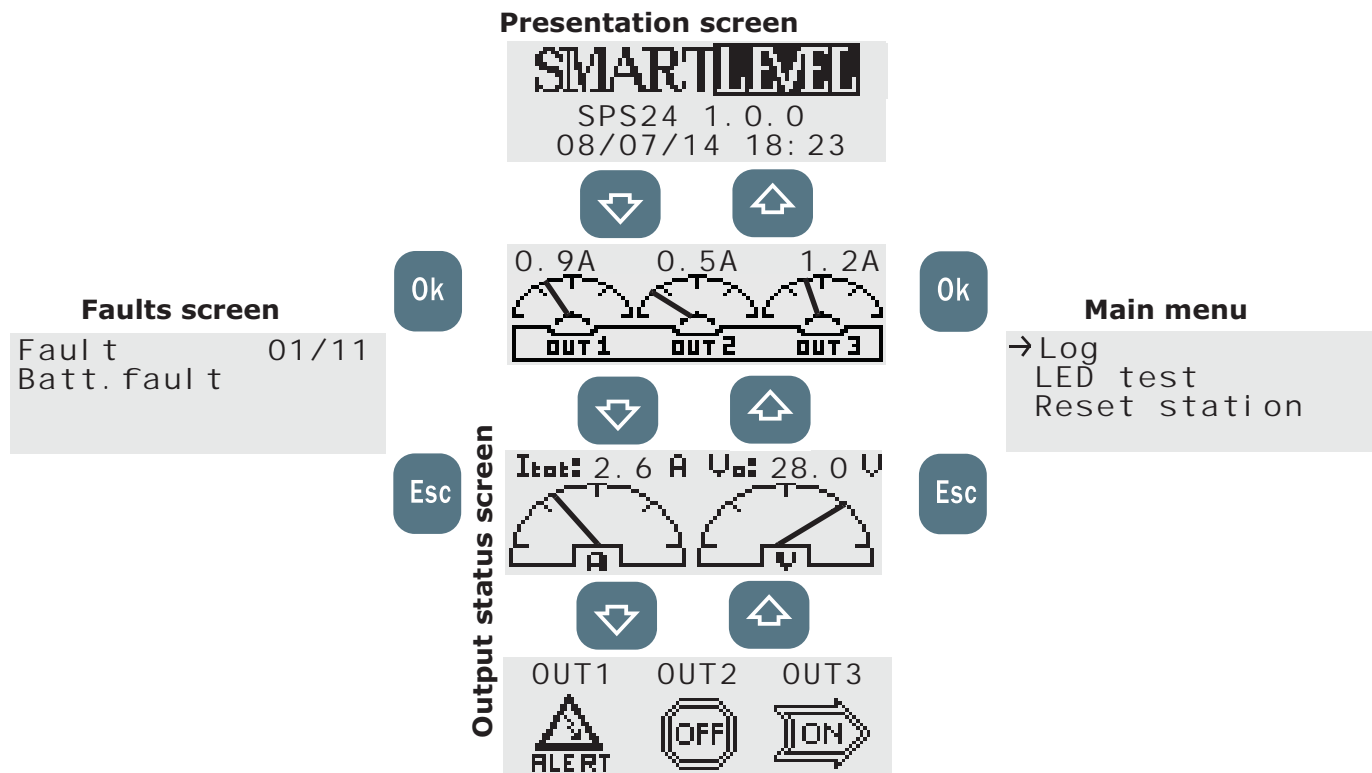 Presentation screen
SMARTLEVEL
SPS24 1.0.0
08/07/14 18:23
0.9A 0.5A 1.2A
OUT1 OUT2 OUT3
Ok
Ok
Faults screen
Fault 01/11
Batt.fault
Main menu
→Log
LED test
Reset station
Esc
Esc
Output status screen
Itot: 2.6 A Vo: 28.0 V
A V
OUT1 OUT2 OUT3
ALERT OFF ON